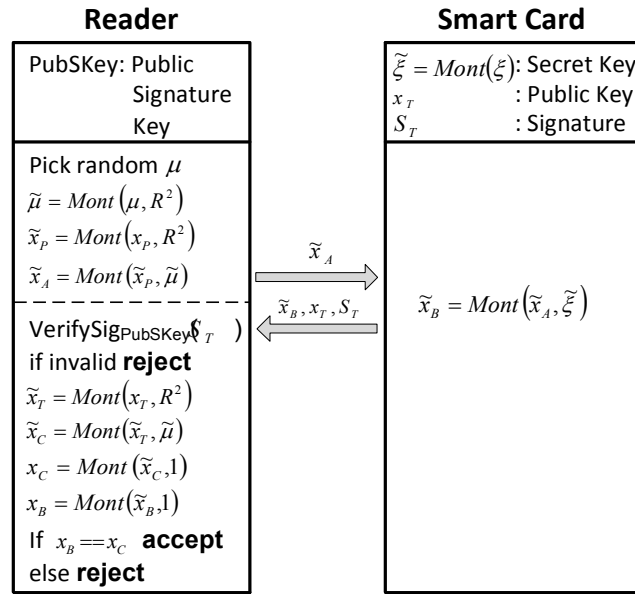 Reader
PubSKey: Public
Signature
Key
Pick random μ
μ̃ = Mont(μ, R²)
x̃_P = Mont(x_P, R²)
x̃_A = Mont(x̃_P, μ̃)
VerifySig_PubSKey(S_T )
if invalid reject
x̃_T = Mont(x_T, R²)
x̃_C = Mont(x̃_T, μ̃)
x_C = Mont(x̃_C,1)
x_B = Mont(x̃_B,1)
If x_B == x_C accept
else reject
x̃_A
x̃_B, x_T, S_T
Smart Card
ξ̃ = Mont(ξ): Secret Key
x_T : Public Key
S_T : Signature
x̃_B = Mont(x̃_A, ξ̃)